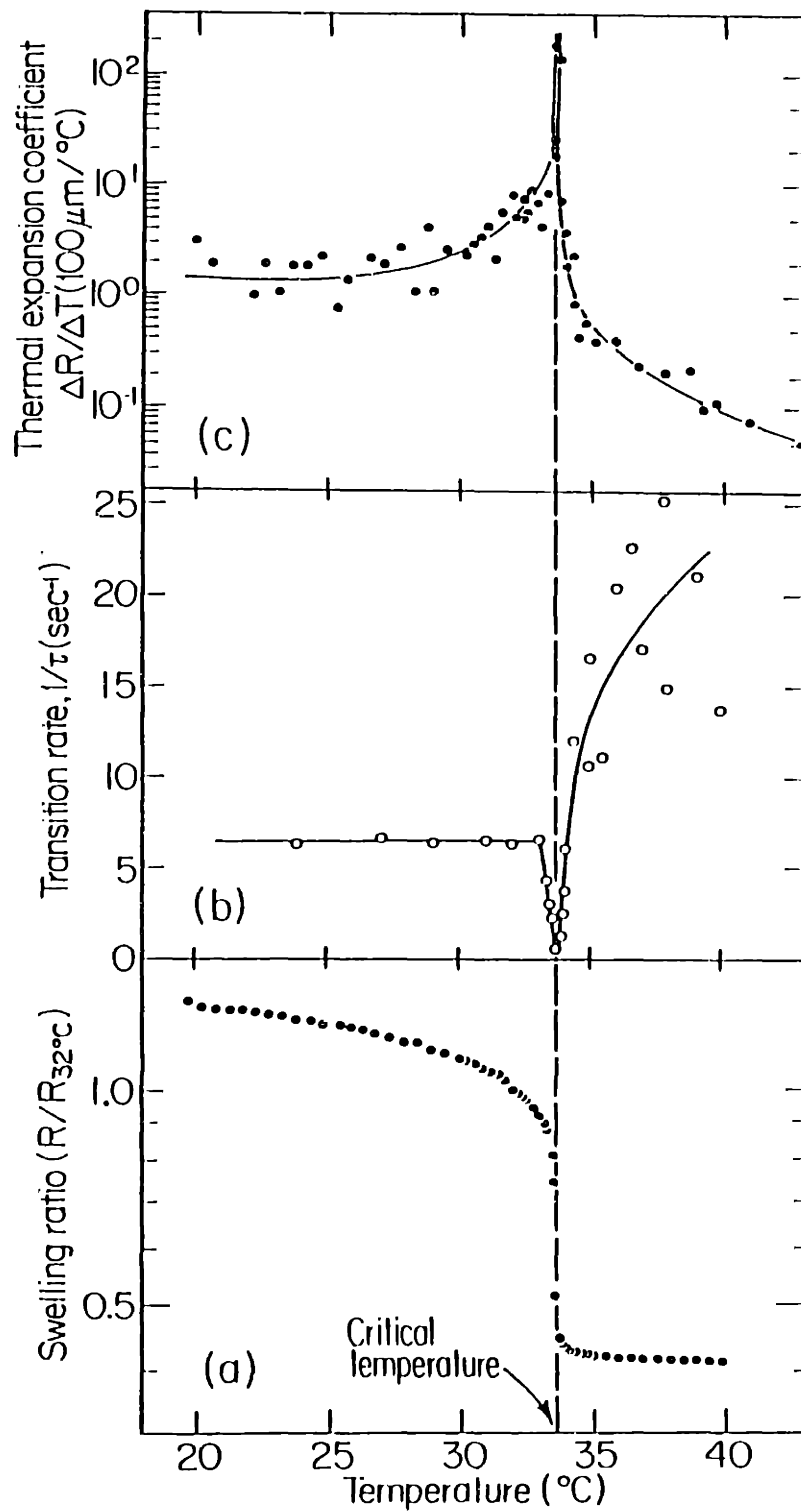 Thermal expansion coefficient
ΔR/ΔT(100μm/°C)
10²
10¹
10⁰
10⁻¹
(c)
Transition rate, 1/τ(sec⁻¹)
25
20
15
10
5
0
(b)
Swelling ratio (R/R32°C)
1.0
0.5
(a)
Critical
temperature
20 25 30 35 40
Temperature (°C)